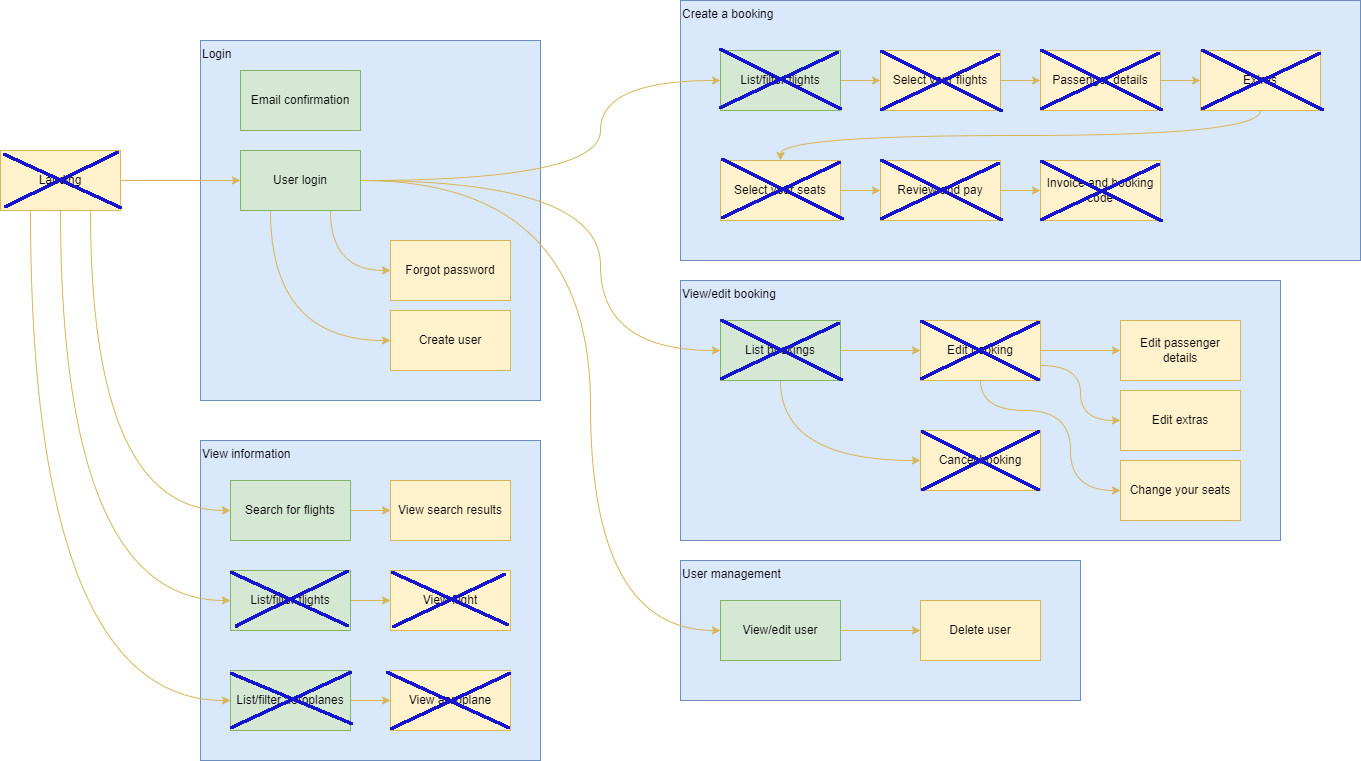 Create a booking
List/filter flights
Select your flights
Passenger details
Extras
Select your seats
Review and pay
Invoice and booking
code
Login
Email confirmation
Landing
User login
Forgot password
Create user
View/edit booking
List bookings
Edit booking
Edit passenger
details
Edit extras
Cancel booking
Change your seats
View information
Search for flights
View search results
List/filter flights
View flight
List/filter aeroplanes
View aeroplane
User management
View/edit user
Delete user